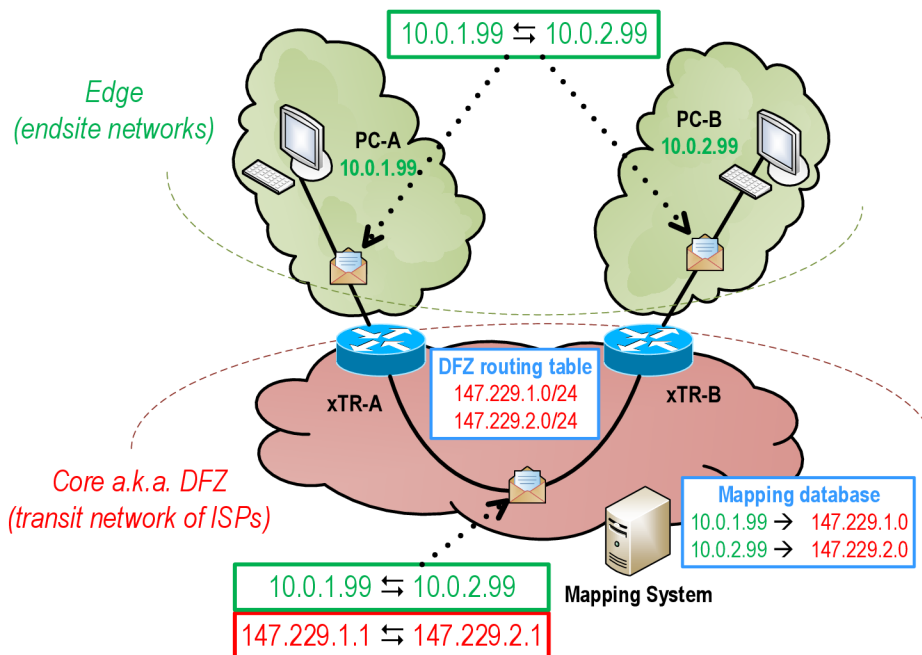 10.0.1.99 ⇆ 10.0.2.99
Edge
(endsite networks)
PC-A
10.0.1.99
PC-B
10.0.2.99
DFZ routing table
147.229.1.0/24
147.229.2.0/24
xTR-A
xTR-B
Core a.k.a. DFZ
(transit network of ISPs)
Mapping database
10.0.1.99 → 147.229.1.0
10.0.2.99 → 147.229.2.0
Mapping System
10.0.1.99 ⇆ 10.0.2.99
147.229.1.1 ⇆ 147.229.2.1